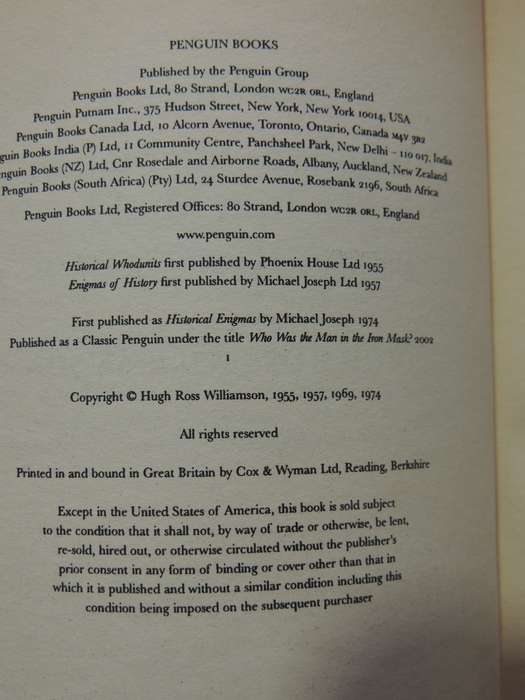 PENGUIN BOOKS
Published by the Penguin Group
Penguin Books Ltd, 80 Strand, London WC2R 0RL, England
Penguin Putnam Inc., 375 Hudson Street, New York, New York 10014, USA
Penguin Books Canada Ltd, 10 Alcorn Avenue, Toronto, Ontario, Canada M4V 3B2
guin Books India (P) Ltd, 11 Community Centre, Panchsheel Park, New Delhi – 110 017, India
nguin Books (NZ) Ltd, Cnr Rosedale and Airborne Roads, Albany, Auckland, New Zealand
Penguin Books (South Africa) (Pty) Ltd, 24 Sturdee Avenue, Rosebank 2196, South Africa
Penguin Books Ltd, Registered Offices: 80 Strand, London WC2R 0RL, England
www.penguin.com
Historical Whodunits first published by Phoenix House Ltd 1955
Enigmas of History first published by Michael Joseph Ltd 1957
First published as Historical Enigmas by Michael Joseph 1974
Published as a Classic Penguin under the title Who Was the Man in the Iron Mask? 2002
1
Copyright © Hugh Ross Williamson, 1955, 1957, 1969, 1974
All rights reserved
Printed in and bound in Great Britain by Cox & Wyman Ltd, Reading, Berkshire
Except in the United States of America, this book is sold subject
to the condition that it shall not, by way of trade or otherwise, be lent,
re-sold, hired out, or otherwise circulated without the publisher's
prior consent in any form of binding or cover other than that in
which it is published and without a similar condition including this
condition being imposed on the subsequent purchaser